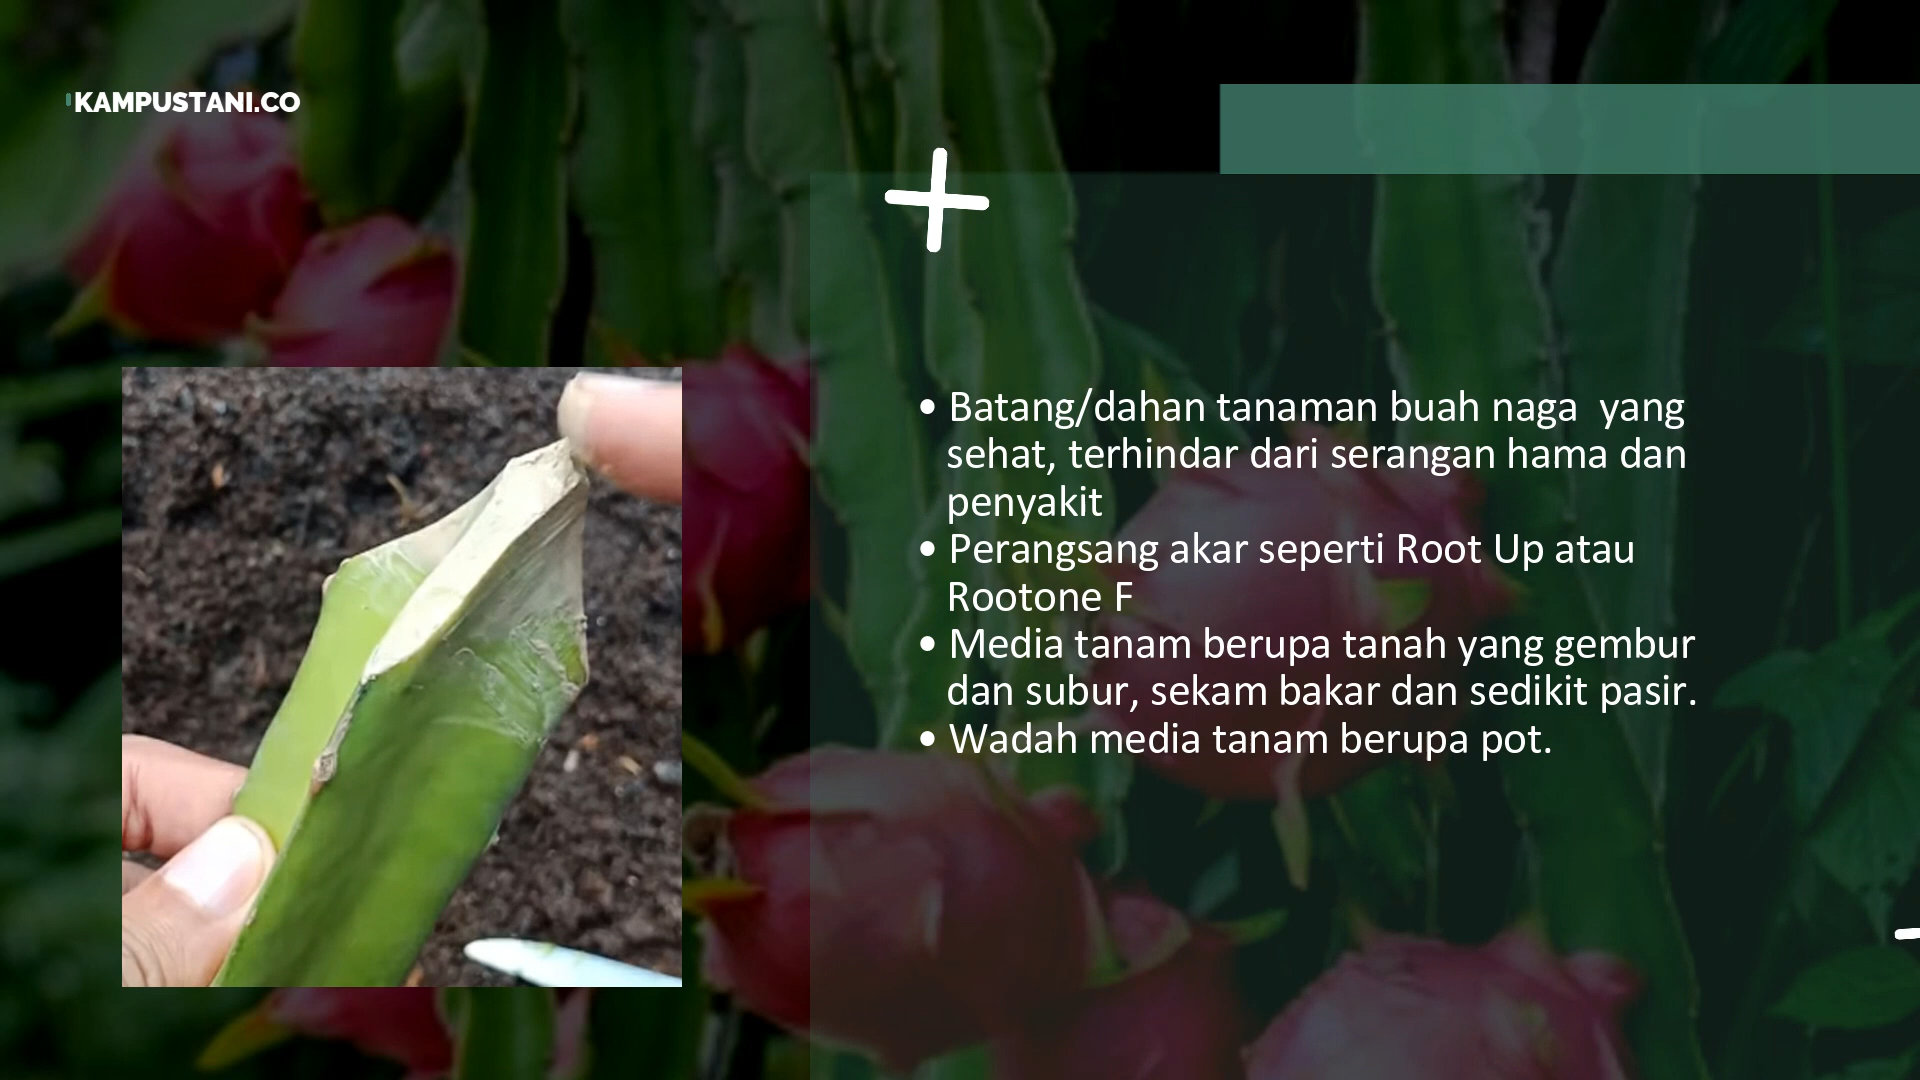 KAMPUSTANI.CO
• Batang/dahan tanaman buah naga  yang
sehat, terhindar dari serangan hama dan
penyakit
• Perangsang akar seperti Root Up atau
Rootone F
• Media tanam berupa tanah yang gembur
dan subur, sekam bakar dan sedikit pasir.
• Wadah media tanam berupa pot.